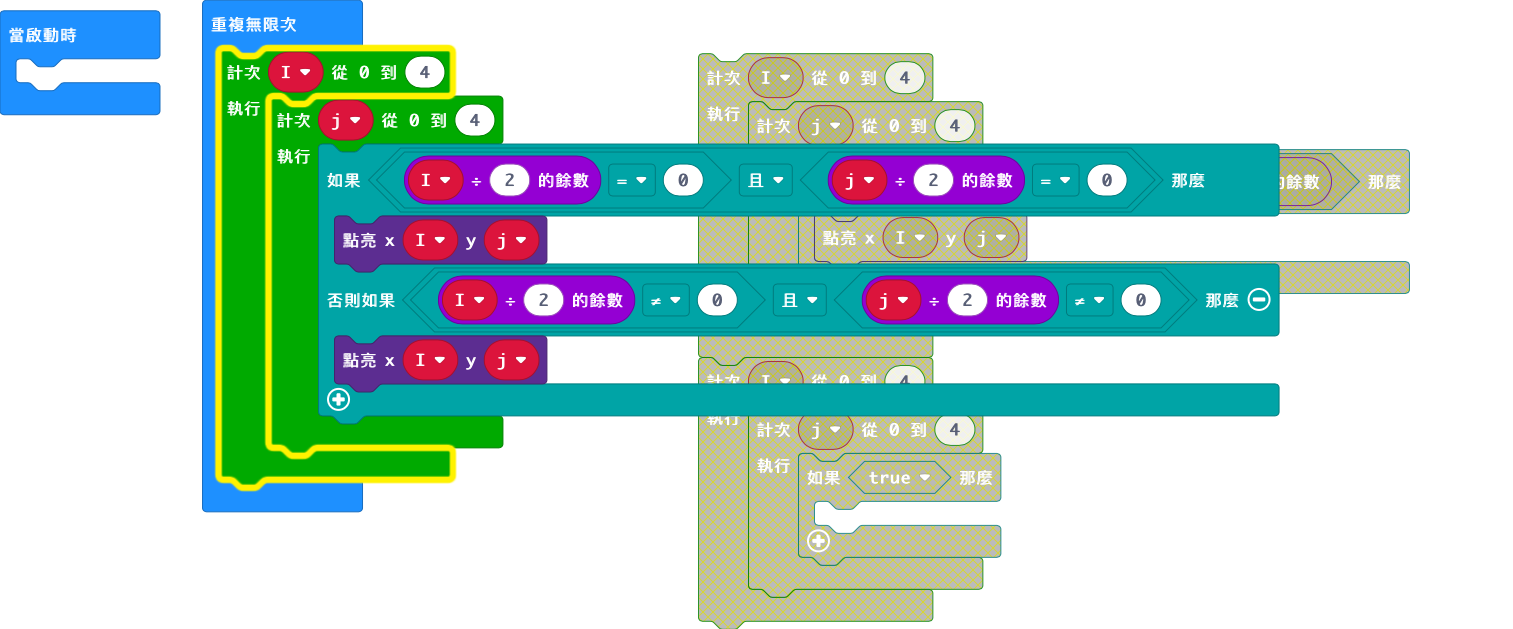 當啟動時
重複無限次
計次 I 從 0 到 4
執行
計次 j 從 0 到 4
執行
如果 I ÷ 2 的餘數 = 0 且 j ÷ 2 的餘數 = 0 那麼
點亮 x I y j
否則如果 I ÷ 2 的餘數 ≠ 0 且 j ÷ 2 的餘數 ≠ 0 那麼
點亮 x I y j
計次 I 從 0 到 4
執行
計次 j 從 0 到 4
的餘數 那麼
點亮 x I y j
計次 I 從 0 到 4
執行
計次 j 從 0 到 4
執行
如果 true 那麼